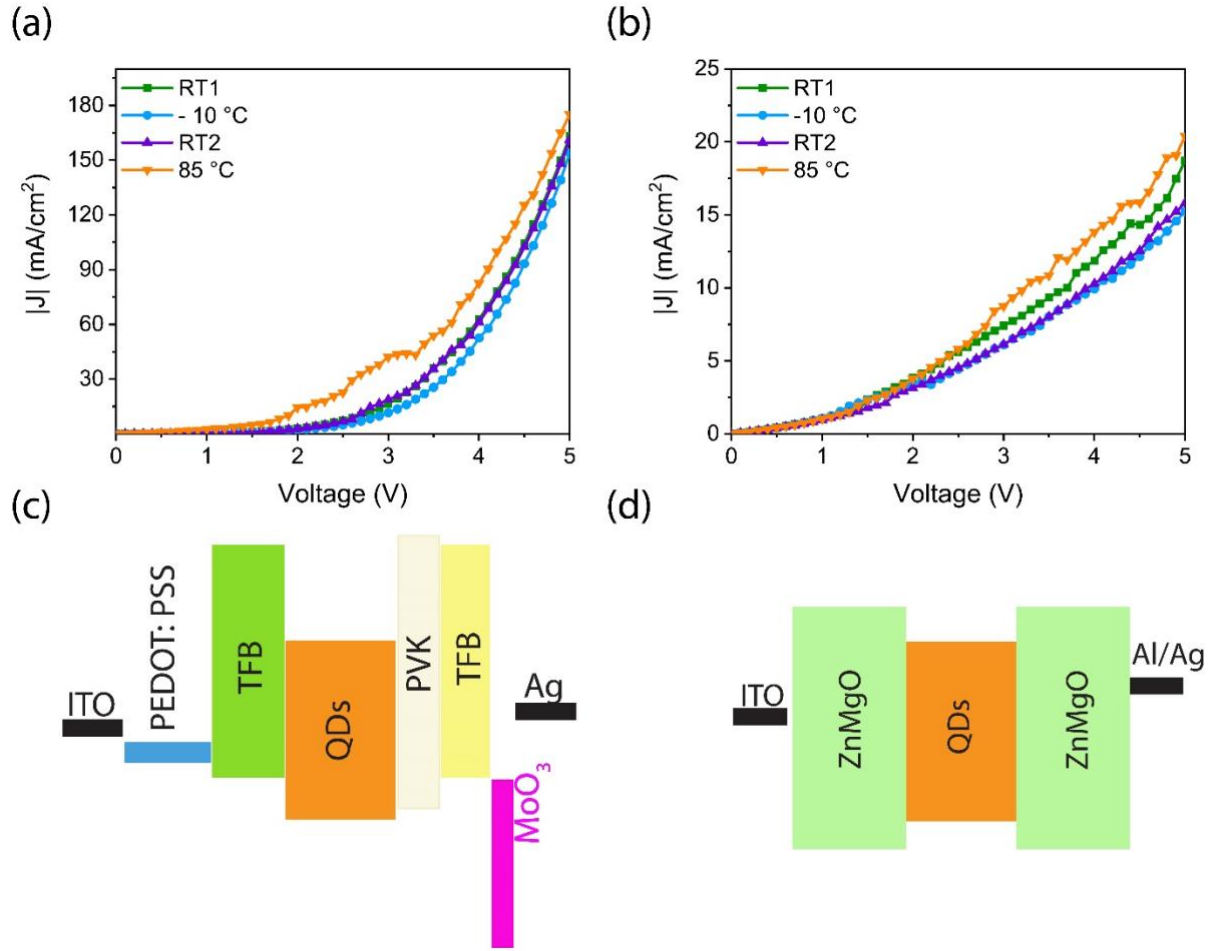 (a)
RT1
- 10 °C
RT2
85 °C
|J| (mA/cm²)
180
150
120
90
60
30
0
1
2
3
4
5
Voltage (V)
(b)
RT1
-10 °C
RT2
85 °C
|J| (mA/cm²)
25
20
15
10
5
0
0
1
2
3
4
5
Voltage (V)
(c)
ITO
PEDOT: PSS
TFB
QDs
PVK
TFB
MoO₃
Ag
(d)
ITO
ZnMgO
QDs
ZnMgO
Al/Ag